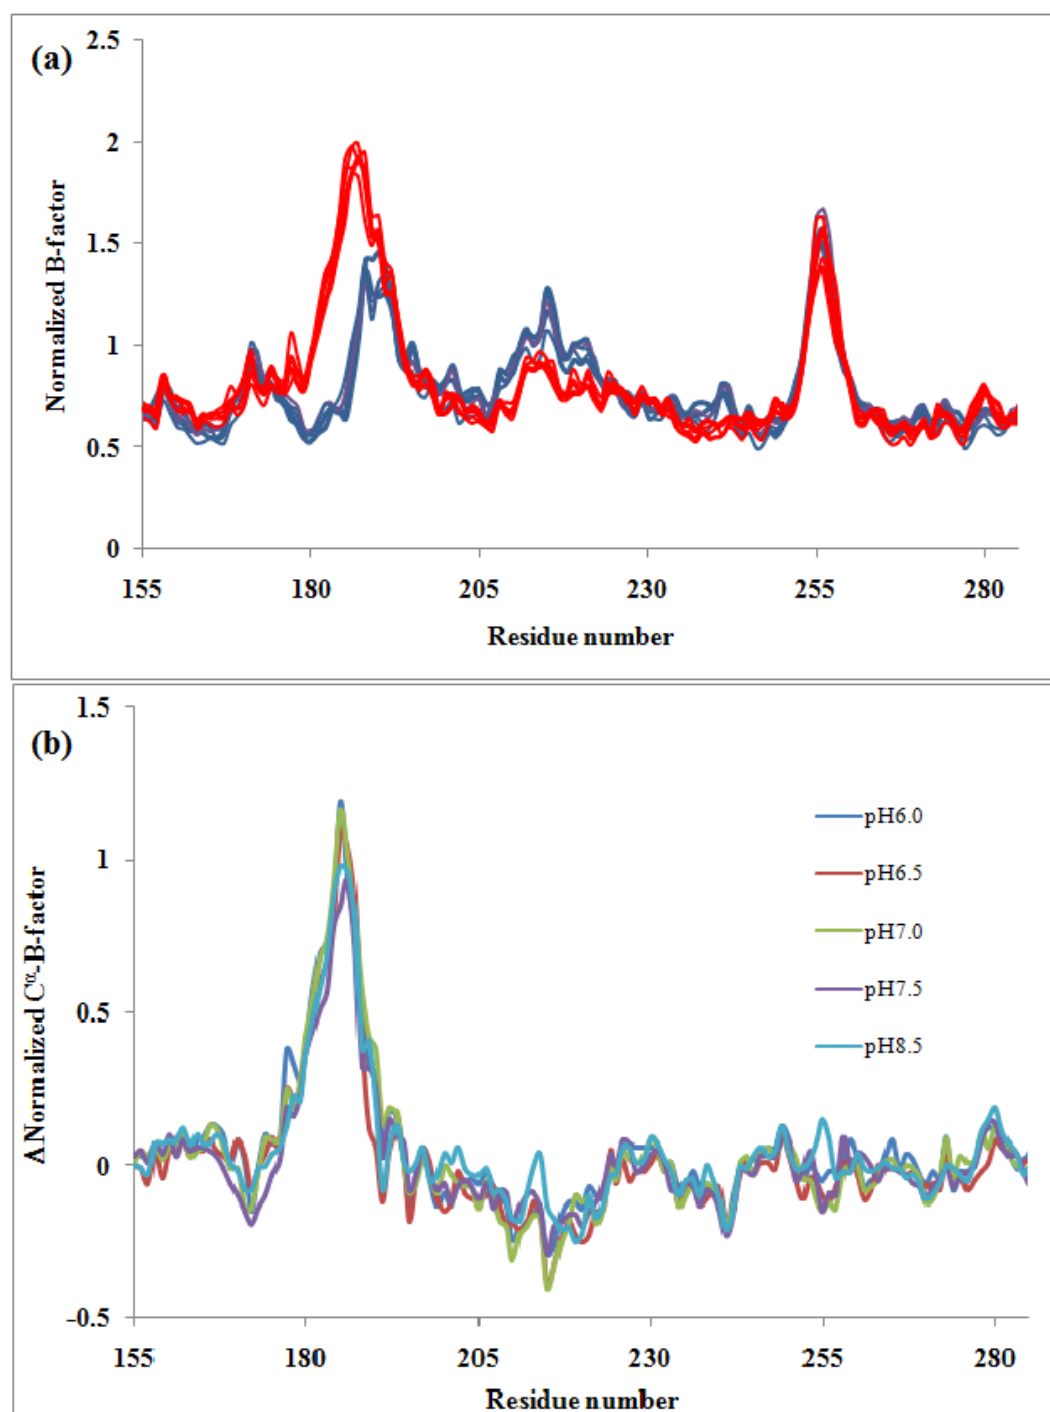 (a)
2.5
2
1.5
1
0.5
0
Normalized B-factor
155 180 205 230 255 280
Residue number
(b)
1.5
1
0.5
0
-0.5
ΔNormalized Cα-B-factor
pH6.0
pH6.5
pH7.0
pH7.5
pH8.5
155 180 205 230 255 280
Residue number